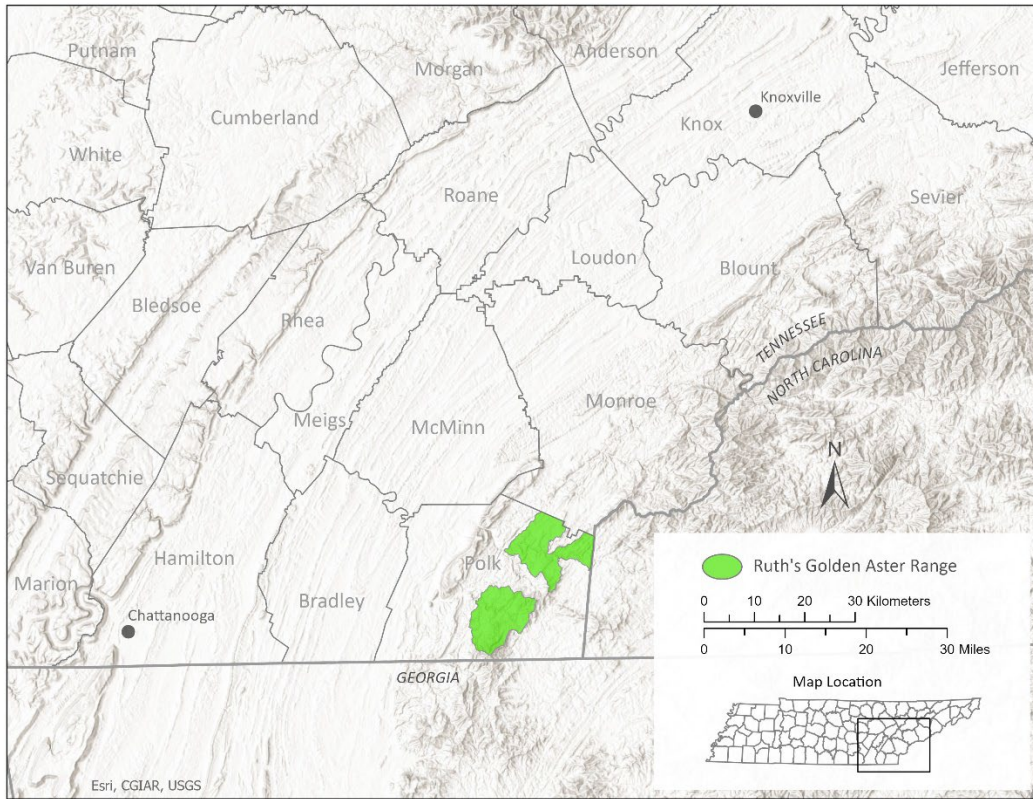 Putnam
Anderson
Jefferson
Morgan
Knoxville
Cumberland
Knox
White
Roane
Sevier
Van Buren
Loudon
Blount
Bledsoe
Rhea
TENNESSEE
NORTH CAROLINA
Monroe
Meigs
McMinn
N
Sequatchie
Hamilton
Polk
Marion
Bradley
Chattanooga
GEORGIA
Ruth's Golden Aster Range
0 10 20 30 Kilometers
0 10 20 30 Miles
Map Location
Esri, CGIAR, USGS